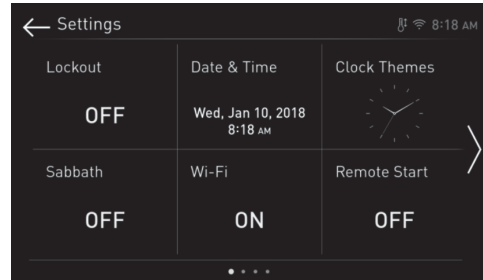 Settings
8:18 AM
Lockout
OFF
Date & Time
Wed, Jan 10, 2018
8:18 AM
Clock Themes
Sabbath
OFF
Wi-Fi
ON
Remote Start
OFF